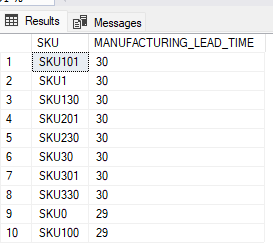 Results Messages
SKU MANUFACTURING_LEAD_TIME
1 SKU101 30
2 SKU1 30
3 SKU130 30
4 SKU201 30
5 SKU230 30
6 SKU30 30
7 SKU301 30
8 SKU330 30
9 SKU0 29
10 SKU100 29